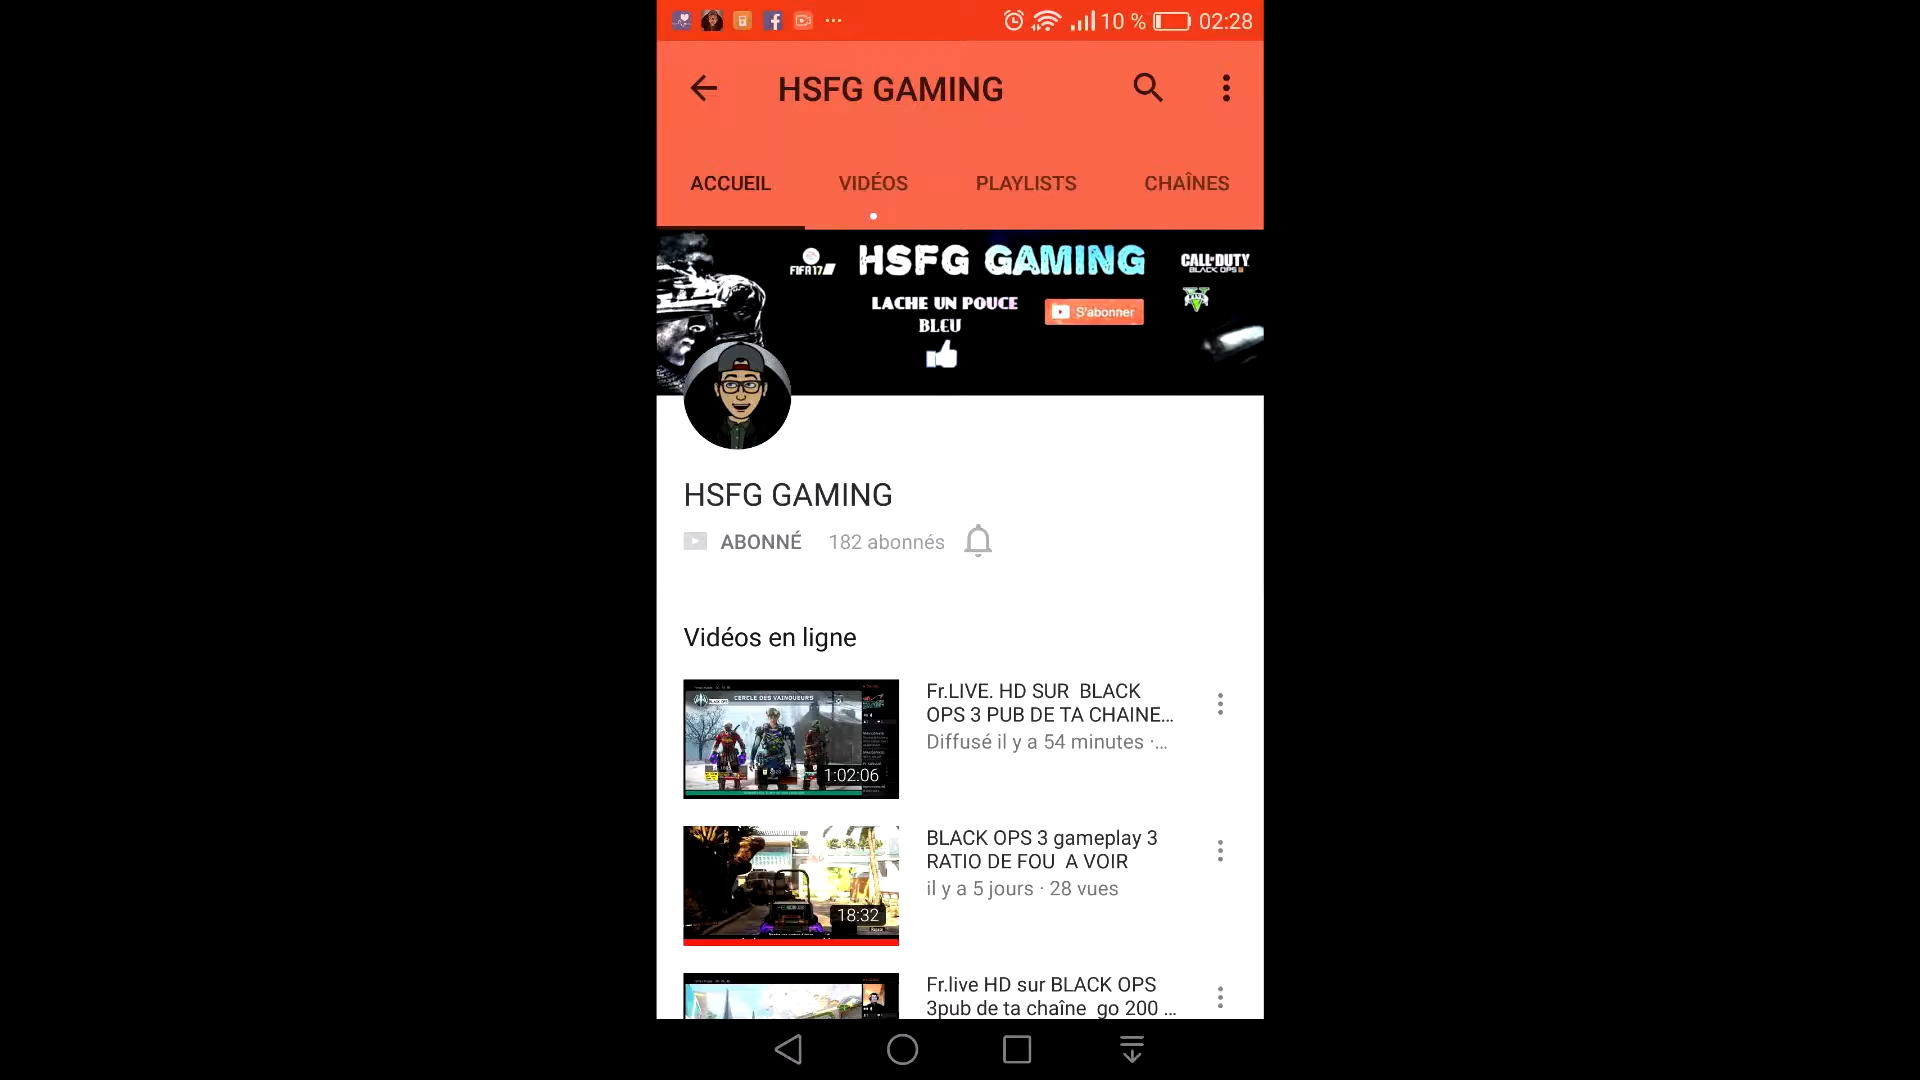 10 % 02:28
HSFG GAMING
ACCUEIL VIDÉOS PLAYLISTS CHAÎNES
FIFA 17 HSFG GAMING CALL OF DUTY
BLACK OPS III
LACHE UN POUCE S'abonner
BLEU
HSFG GAMING
ABONNÉ 182 abonnés
Vidéos en ligne
CERCLE DES VAINQUEURS
1:02:06
Fr.LIVE. HD SUR BLACK
OPS 3 PUB DE TA CHAINE...
Diffusé il y a 54 minutes ·...
18:32
BLACK OPS 3 gameplay 3
RATIO DE FOU A VOIR
il y a 5 jours · 28 vues
Fr.live HD sur BLACK OPS
3pub de ta chaîne go 200 ...